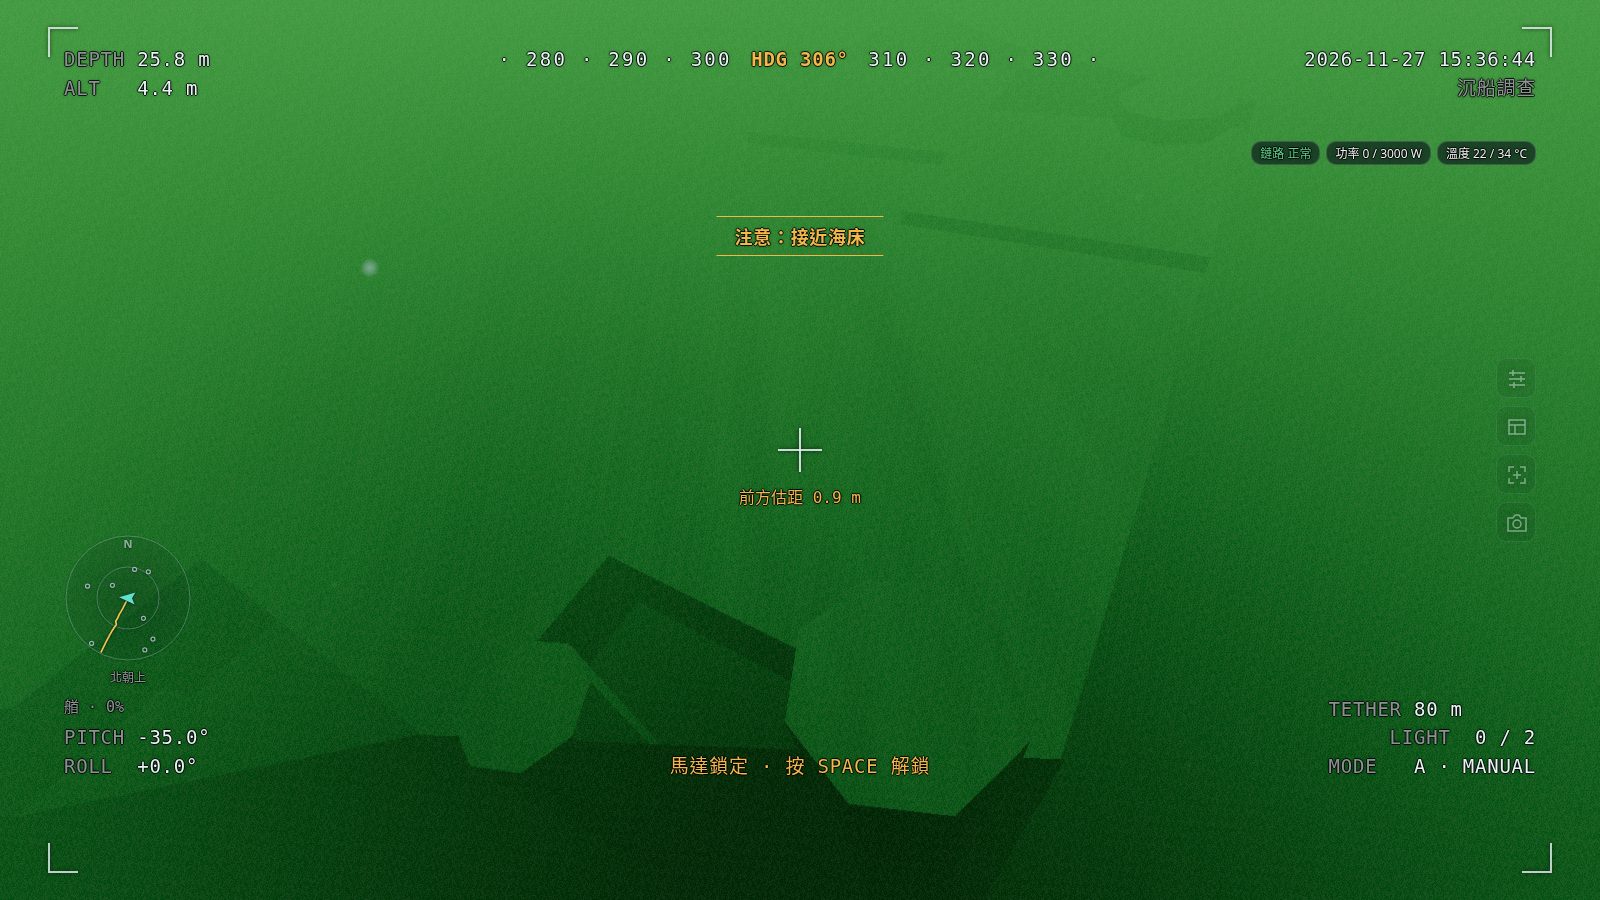 DEPTH 25.8 m
ALT 4.4 m
· 280 · 290 · 300 HDG 306° 310 · 320 · 330 ·
2026-11-27 15:36:44
沉船調查
鏈路 正常
功率 0 / 3000 W
溫度 22 / 34 °C
注意：接近海床
前方估距 0.9 m
N
北朝上
艏 · 0%
PITCH -35.0°
ROLL +0.0°
馬達鎖定 · 按 SPACE 解鎖
TETHER 80 m
LIGHT 0 / 2
MODE A · MANUAL